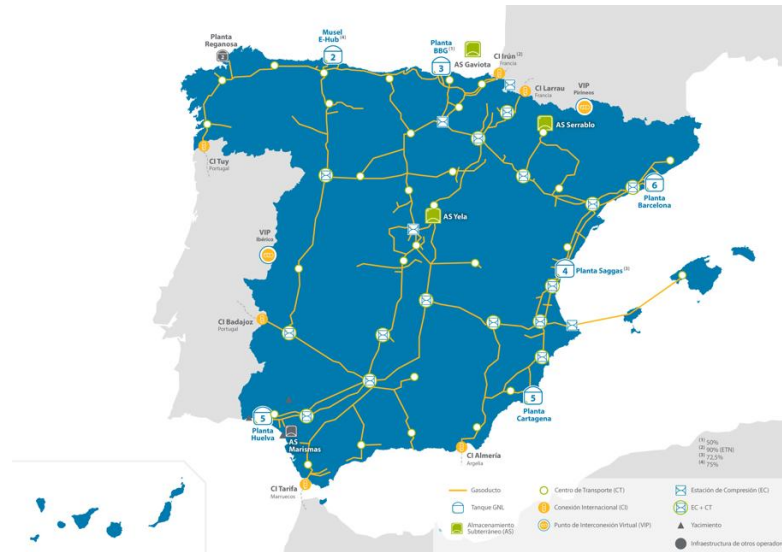 Planta
Reganosa
3
Musel
E-Hub (4)
2
Planta
BBG (1)
3
AS Gaviota
CI Irún (2)
Francia
CI Larrau
Francia
VIP
Pirineos
AS Serrablo
CI Tuy
Portugal
6
Planta
Barcelona
AS Yela
VIP
Ibérico
4
Planta Saggas (3)
CI Badajoz
Portugal
5
Planta
Huelva
AS
Marismas
5
Planta
Cartagena
CI Almería
Argelia
CI Tarifa
Marruecos
(1) 50%
(2) 90% (ETN)
(3) 72,5%
(4) 75%
Gasoducto
Tanque GNL
Almacenamiento
Subterráneo (AS)
Centro de Transporte (CT)
Conexión Internacional (CI)
Punto de Interconexión Virtual (VIP)
Estación de Compresión (EC)
EC + CT
Yacimiento
Infraestructura de otros operador